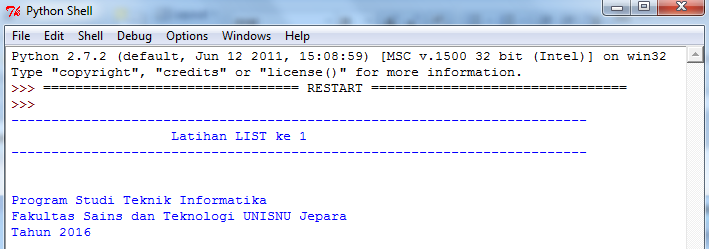 Python Shell
File Edit Shell Debug Options Windows Help
Python 2.7.2 (default, Jun 12 2011, 15:08:59) [MSC v.1500 32 bit (Intel)] on win32
Type "copyright", "credits" or "license()" for more information.
>>> ================================ RESTART ================================
>>>
------------------------------------------------------------------------
Latihan LIST ke 1
------------------------------------------------------------------------
Program Studi Teknik Informatika
Fakultas Sains dan Teknologi UNISNU Jepara
Tahun 2016